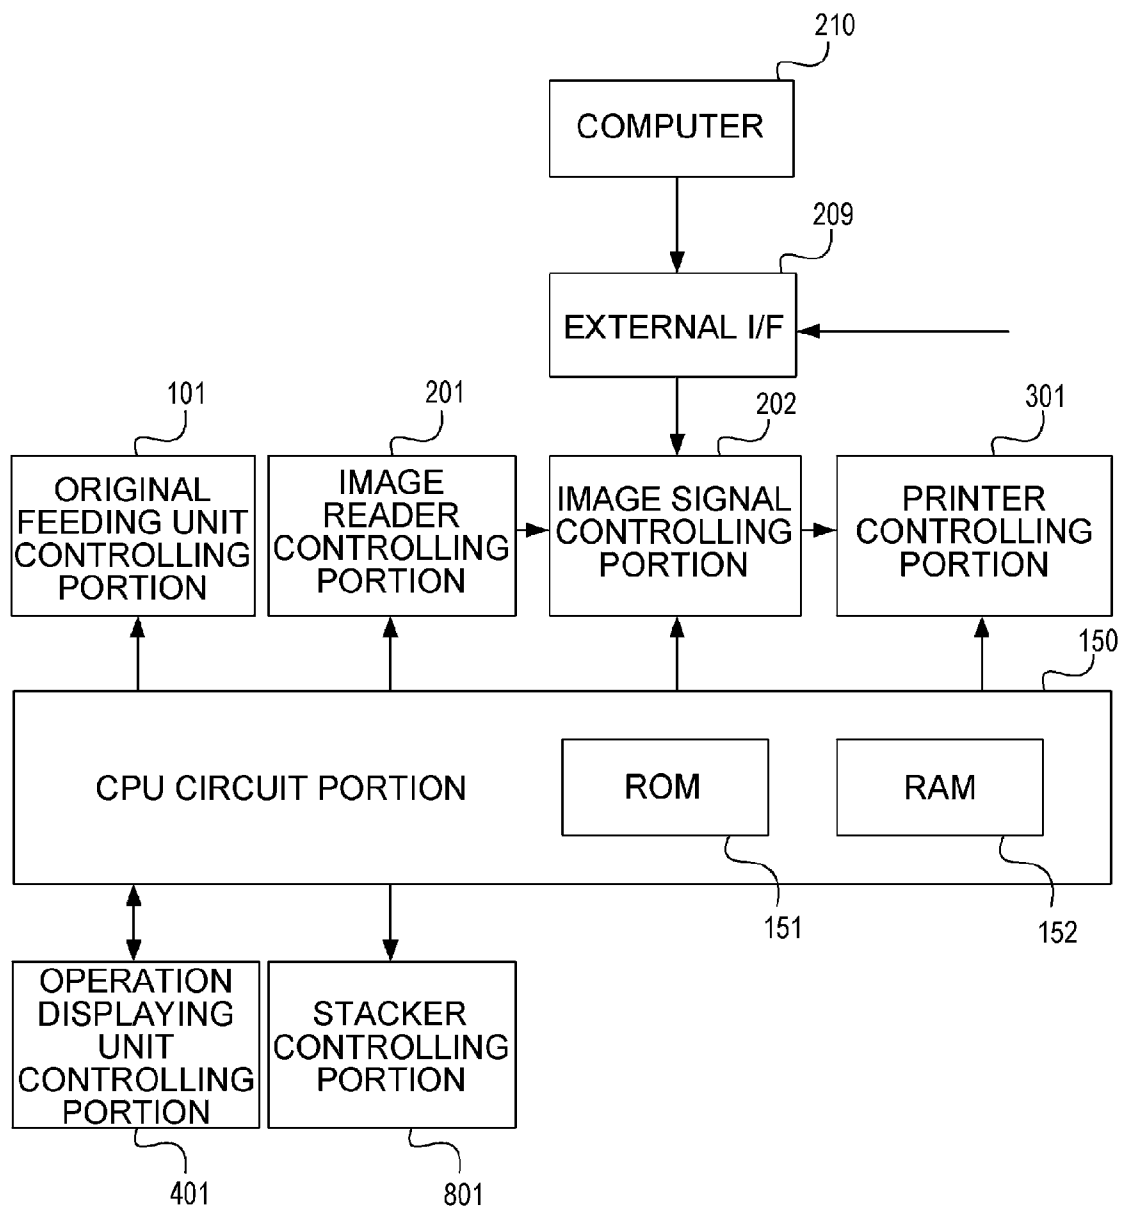 210
COMPUTER
209
EXTERNAL I/F
101
201
202
301
ORIGINAL
FEEDING UNIT
CONTROLLING
PORTION
IMAGE
READER
CONTROLLING
PORTION
IMAGE SIGNAL
CONTROLLING
PORTION
PRINTER
CONTROLLING
PORTION
150
CPU CIRCUIT PORTION
ROM
RAM
151
152
OPERATION
DISPLAYING
UNIT
CONTROLLING
PORTION
STACKER
CONTROLLING
PORTION
401
801